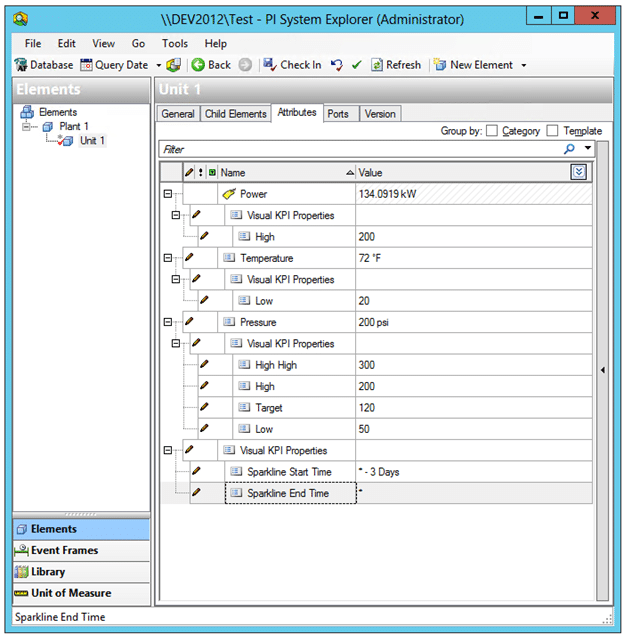 \\DEV2012\Test - PI System Explorer (Administrator)
File Edit View Go Tools Help
Database Query Date Back Check In Refresh New Element
Elements
Unit 1
Elements
Plant 1
Unit 1
General Child Elements Attributes Ports Version
Group by: Category Template
Filter
Name Value
Power 134.0919 kW
Visual KPI Properties
High 200
Temperature 72 °F
Visual KPI Properties
Low 20
Pressure 200 psi
Visual KPI Properties
High High 300
High 200
Target 120
Low 50
Visual KPI Properties
Sparkline Start Time * - 3 Days
Sparkline End Time *
Elements
Event Frames
Library
Unit of Measure
Sparkline End Time